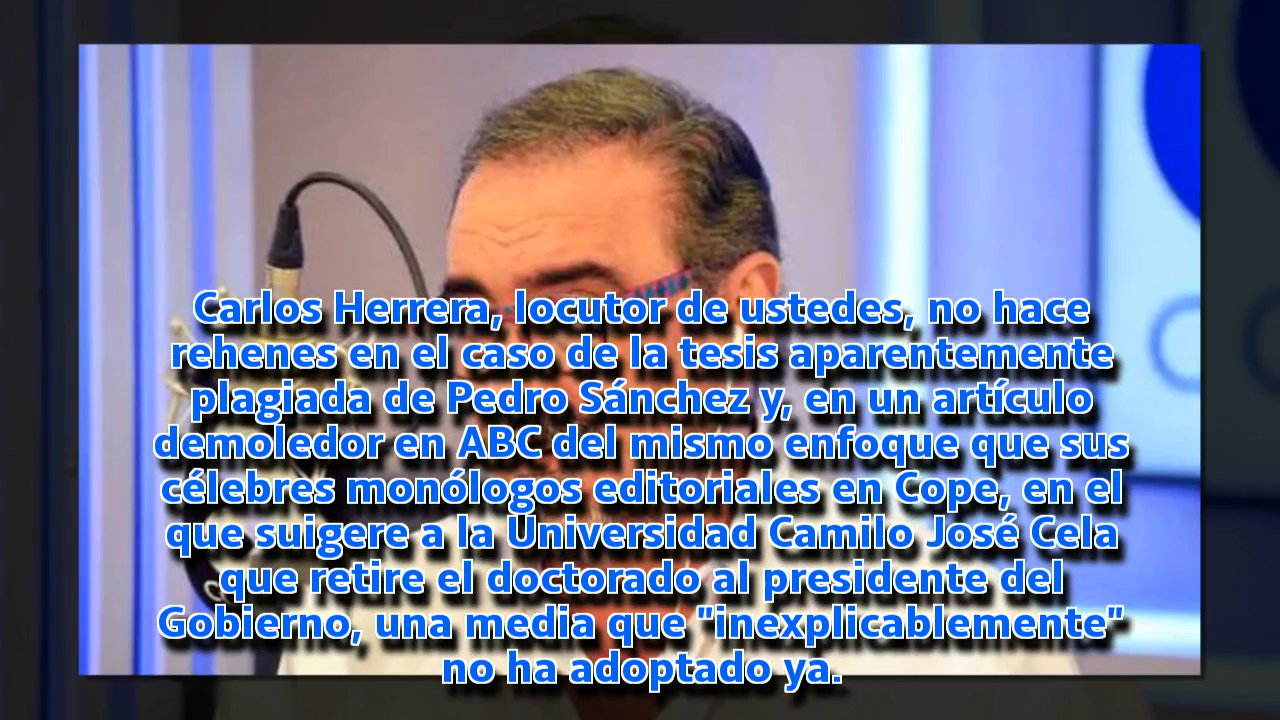 Carlos Herrera, locutor de ustedes, no hace
rehenes en el caso de la tesis aparentemente
plagiada de Pedro Sánchez y, en un artículo
demoledor en ABC del mismo enfoque que sus
célebres monólogos editoriales en Cope, en el
que suigere a la Universidad Camilo José Cela
que retire el doctorado al presidente del
Gobierno, una media que "inexplicablemente"
no ha adoptado ya.